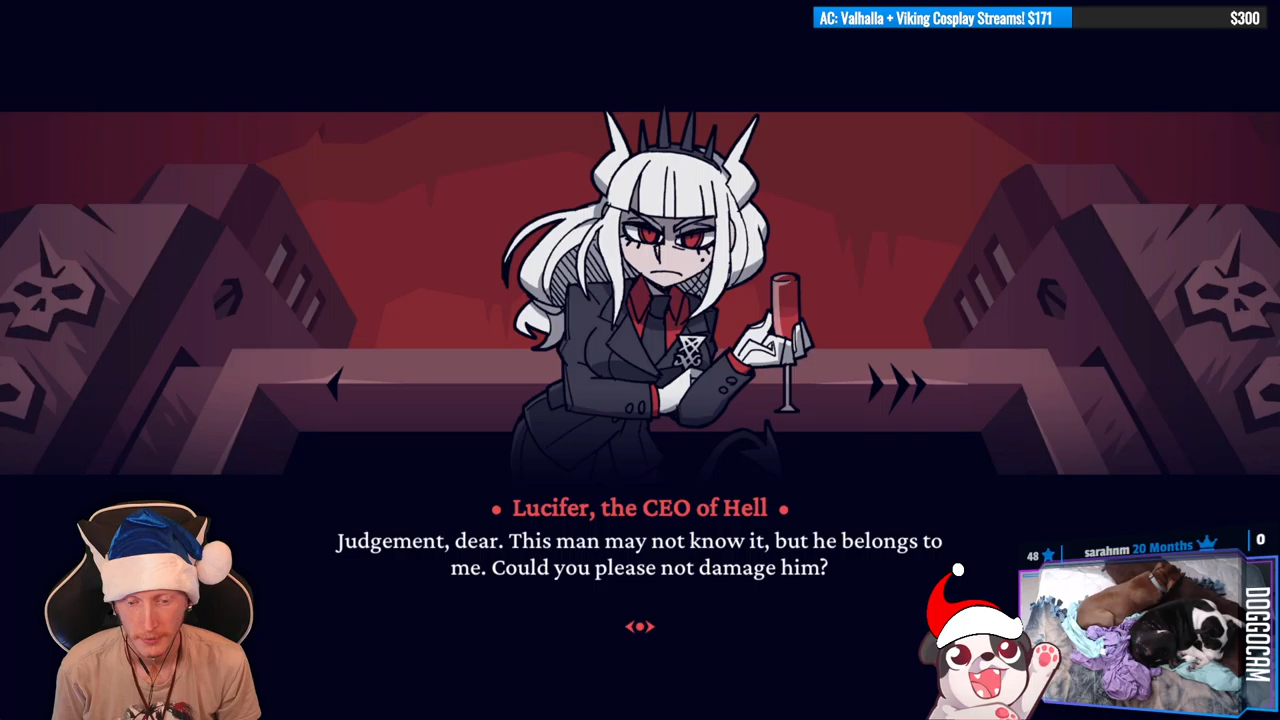 AC: Valhalla + Viking Cosplay Streams! $171
$300
• Lucifer, the CEO of Hell •
Judgement, dear. This man may not know it, but he belongs to
me. Could you please not damage him?
48
sarahnm 20 Months
0
DOGGOCAM